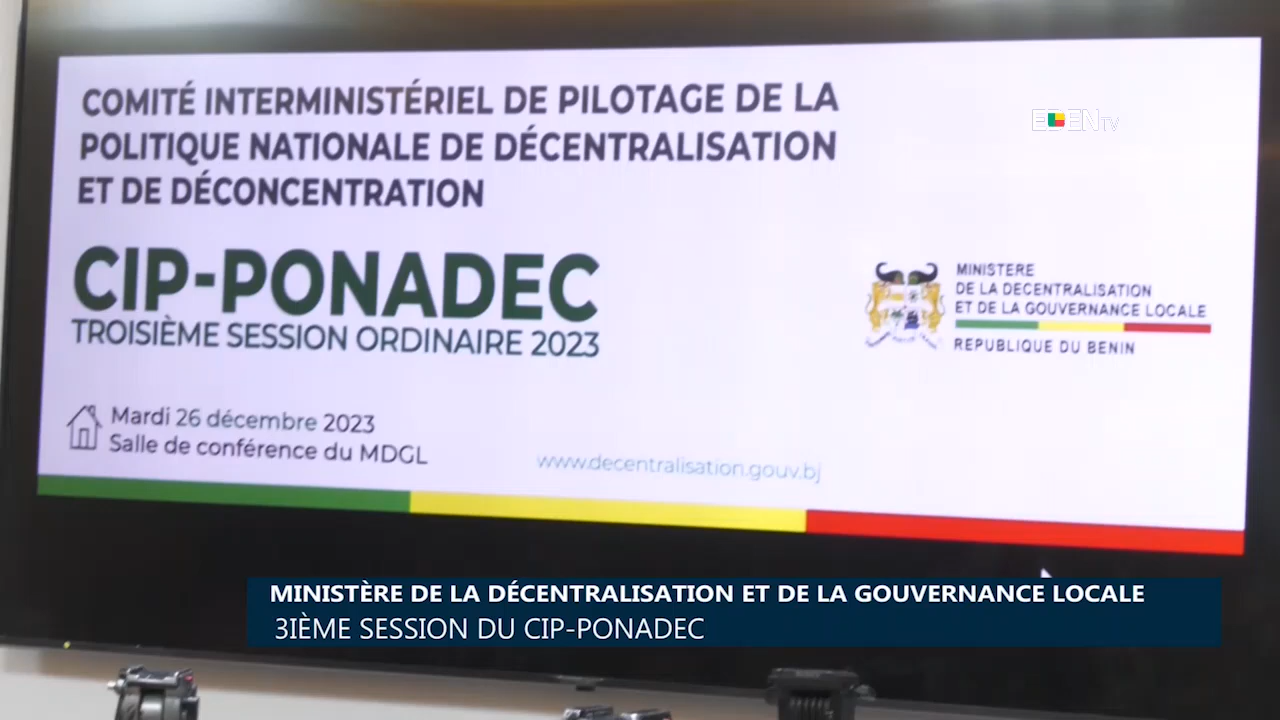 COMITÉ INTERMINISTÉRIEL DE PILOTAGE DE LA
POLITIQUE NATIONALE DE DÉCENTRALISATION
ET DE DÉCONCENTRATION
CIP-PONADEC
TROISIÈME SESSION ORDINAIRE 2023
Mardi 26 décembre 2023
Salle de conférence du MDGL
www.decentralisation.gouv.bj
EDEN TV
MINISTERE
DE LA DECENTRALISATION
ET DE LA GOUVERNANCE LOCALE
REPUBLIQUE DU BENIN
MINISTÈRE DE LA DÉCENTRALISATION ET DE LA GOUVERNANCE LOCALE
3IÈME SESSION DU CIP-PONADEC